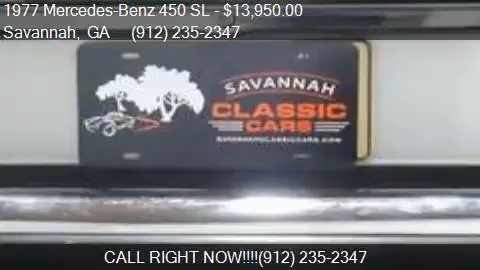 1977 Mercedes-Benz 450 SL - $13,950.00
Savannah, GA (912) 235-2347
SAVANNAH
CLASSIC
CARS
CALL RIGHT NOW!!!!(912) 235-2347